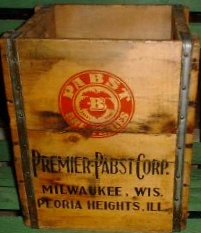 PABST
B
PREMIER-PABST CORP.
MILWAUKEE, WIS.
PEORIA HEIGHTS, ILL.